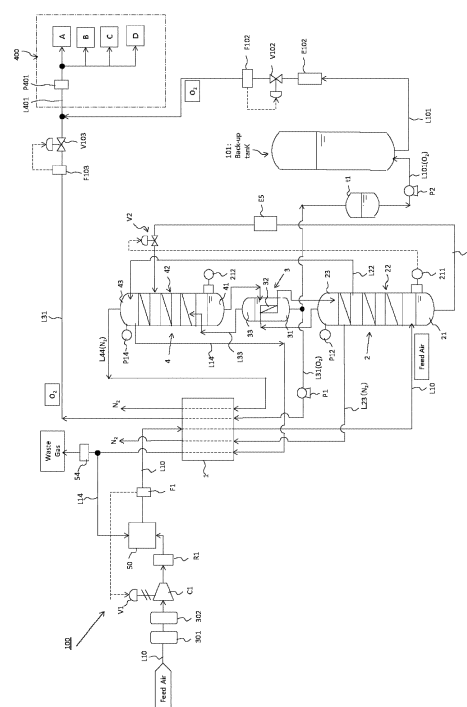 Feed Air
L10
301
302
100
V1
C1
R1
50
F1
L10
L14
54
Waste
Gas
N₂
N₂
1
O₂
L31
L44(N₂)
P14
43
42
4
L14
41
212
V2
L33
33
32
3
31
L31(O₂)
P1
L22
23
P12
22
2
211
21
L23(N₂)
L10
Feed Air
E5
t1
P2
L101(O₂)
101:
Back-up
tank
L101
E102
V102
F102
O₂
F103
V103
L401
P401
400
A
B
C
D